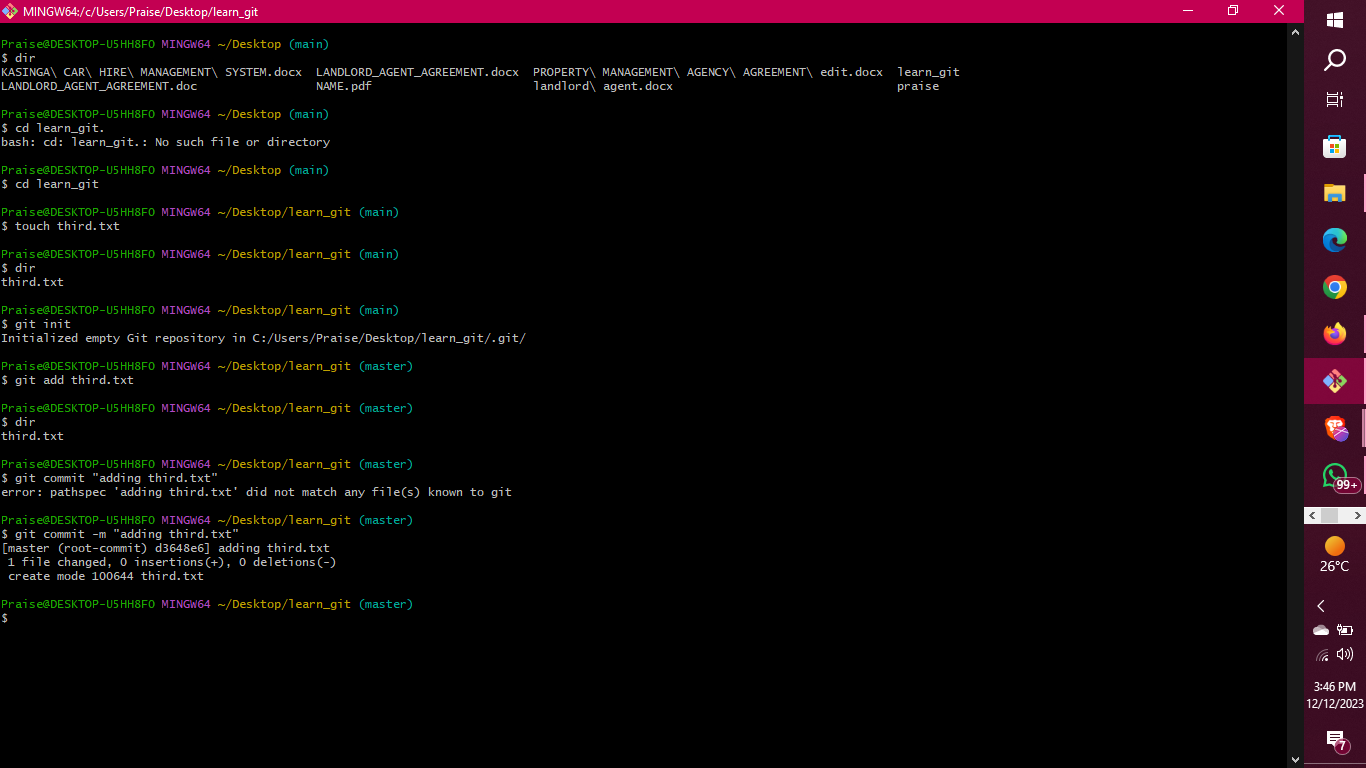 MINGW64:/c/Users/Praise/Desktop/learn_git
Praise@DESKTOP-U5HH8FO MINGW64 ~/Desktop (main)
$ dir
KASINGA\ CAR\ HIRE\ MANAGEMENT\ SYSTEM.docx  LANDLORD_AGENT_AGREEMENT.docx  PROPERTY\ MANAGEMENT\ AGENCY\ AGREEMENT\ edit.docx  learn_git
LANDLORD_AGENT_AGREEMENT.doc  NAME.pdf  landlord\ agent.docx  praise
Praise@DESKTOP-U5HH8FO MINGW64 ~/Desktop (main)
$ cd learn_git.
bash: cd: learn_git.: No such file or directory
Praise@DESKTOP-U5HH8FO MINGW64 ~/Desktop (main)
$ cd learn_git
Praise@DESKTOP-U5HH8FO MINGW64 ~/Desktop/learn_git (main)
$ touch third.txt
Praise@DESKTOP-U5HH8FO MINGW64 ~/Desktop/learn_git (main)
$ dir
third.txt
Praise@DESKTOP-U5HH8FO MINGW64 ~/Desktop/learn_git (main)
$ git init
Initialized empty Git repository in C:/Users/Praise/Desktop/learn_git/.git/
Praise@DESKTOP-U5HH8FO MINGW64 ~/Desktop/learn_git (master)
$ git add third.txt
Praise@DESKTOP-U5HH8FO MINGW64 ~/Desktop/learn_git (master)
$ dir
third.txt
Praise@DESKTOP-U5HH8FO MINGW64 ~/Desktop/learn_git (master)
$ git commit "adding third.txt"
error: pathspec 'adding third.txt' did not match any file(s) known to git
Praise@DESKTOP-U5HH8FO MINGW64 ~/Desktop/learn_git (master)
$ git commit -m "adding third.txt"
[master (root-commit) d3648e6] adding third.txt
 1 file changed, 0 insertions(+), 0 deletions(-)
 create mode 100644 third.txt
Praise@DESKTOP-U5HH8FO MINGW64 ~/Desktop/learn_git (master)
$
99+
26°C
3:46 PM
12/12/2023
7